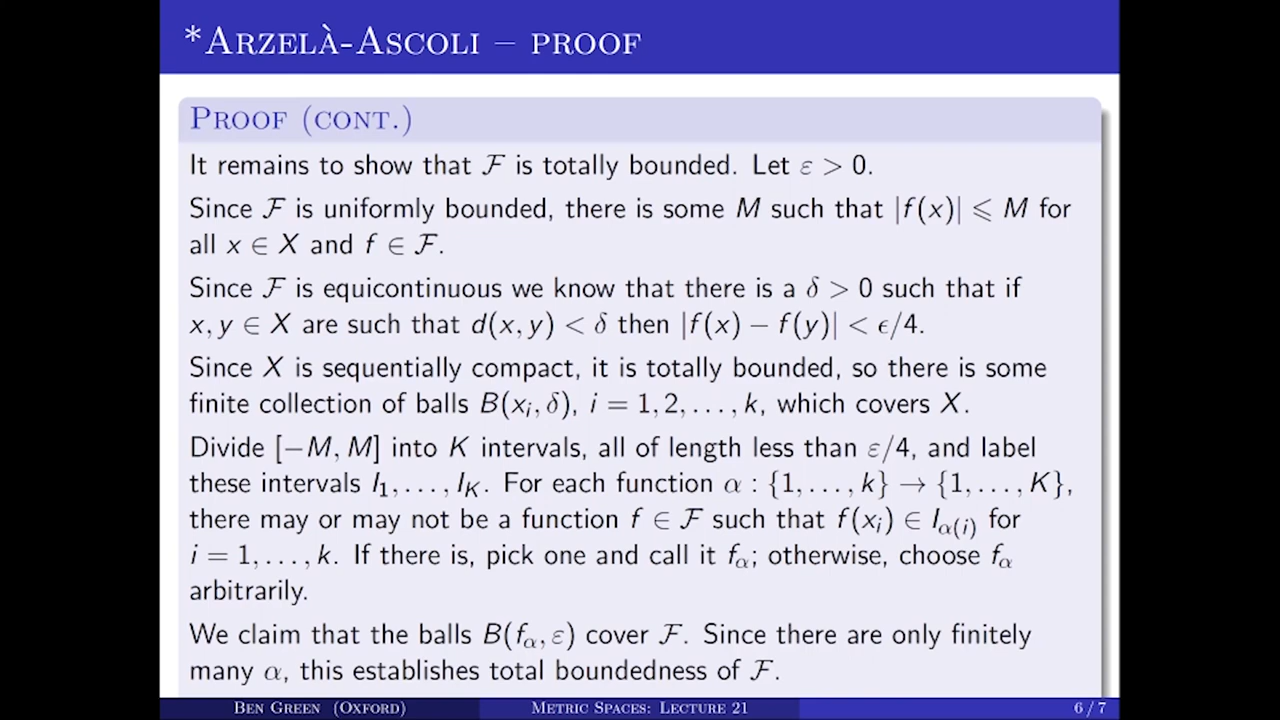 *Arzelà-Ascoli – proof
Proof (cont.)
It remains to show that ℱ is totally bounded. Let ε > 0.
Since ℱ is uniformly bounded, there is some M such that |f(x)| ⩽ M for
all x ∈ X and f ∈ ℱ.
Since ℱ is equicontinuous we know that there is a δ > 0 such that if
x, y ∈ X are such that d(x, y) < δ then |f(x) − f(y)| < ϵ/4.
Since X is sequentially compact, it is totally bounded, so there is some
finite collection of balls B(xᵢ, δ), i = 1, 2, . . . , k, which covers X.
Divide [−M, M] into K intervals, all of length less than ε/4, and label
these intervals I₁, . . . , I_K. For each function α : {1, . . . , k} → {1, . . . , K},
there may or may not be a function f ∈ ℱ such that f(xᵢ) ∈ I_α(i) for
i = 1, . . . , k. If there is, pick one and call it f_α; otherwise, choose f_α
arbitrarily.
We claim that the balls B(f_α, ε) cover ℱ. Since there are only finitely
many α, this establishes total boundedness of ℱ.
Ben Green (Oxford) Metric Spaces: Lecture 21 6 / 7